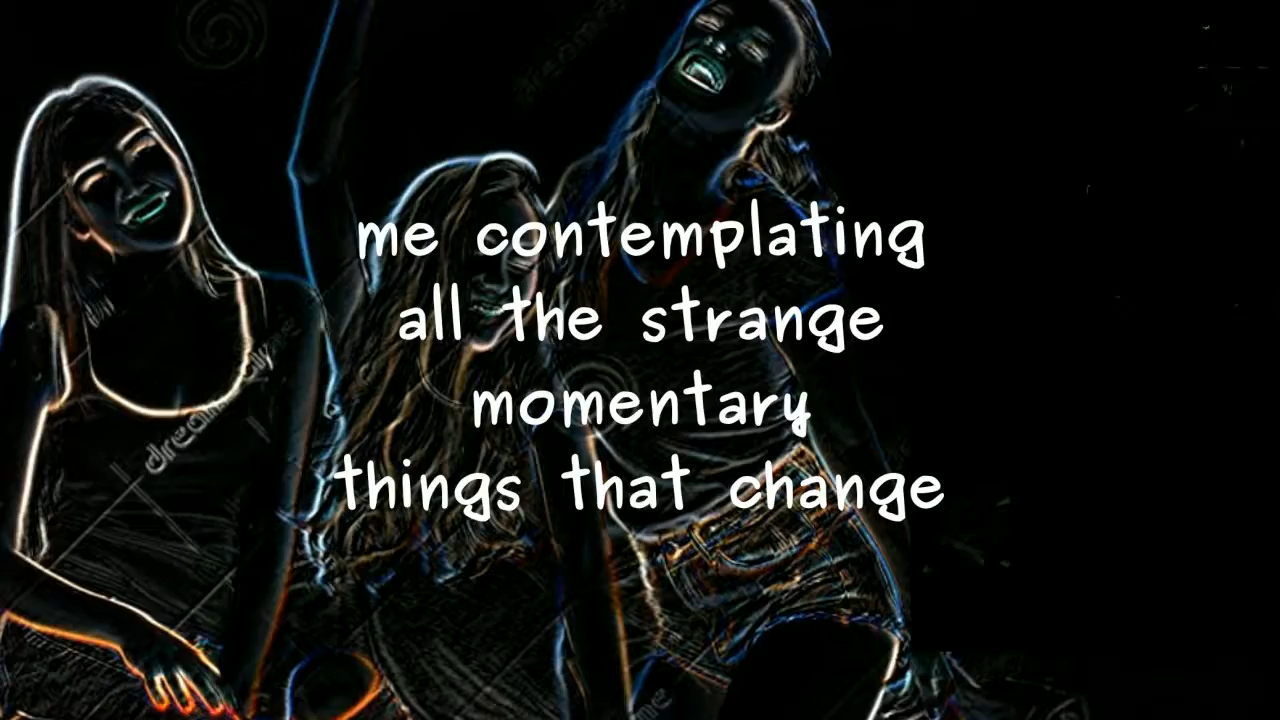 me contemplating
all the strange
momentary
things that change